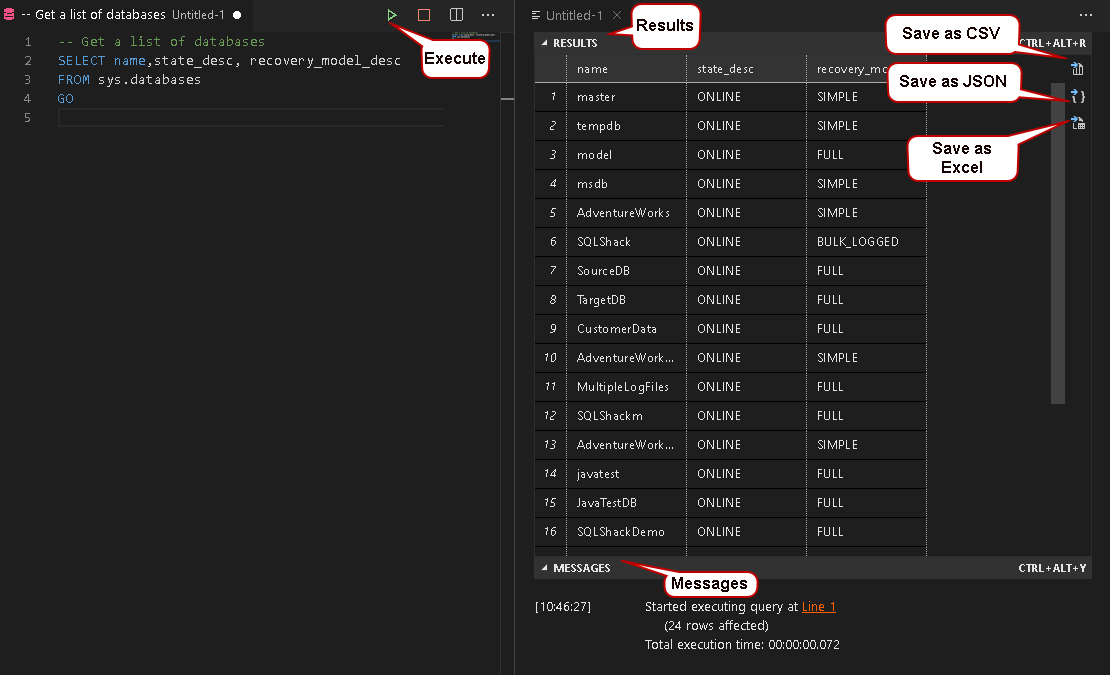 -- Get a list of databases Untitled-1
1 -- Get a list of databases
2 SELECT name,state_desc, recovery_model_desc
3 FROM sys.databases
4 GO
5
Execute
Untitled-1
Results
RESULTS
CTRL+ALT+R
Save as CSV
Save as JSON
Save as
Excel
name state_desc
1 master ONLINE SIMPLE
2 tempdb ONLINE SIMPLE
3 model ONLINE FULL
4 msdb ONLINE SIMPLE
5 AdventureWorks ONLINE SIMPLE
6 SQLShack ONLINE BULK_LOGGED
7 SourceDB ONLINE FULL
8 TargetDB ONLINE FULL
9 CustomerData ONLINE FULL
10 AdventureWork... ONLINE SIMPLE
11 MultipleLogFiles ONLINE FULL
12 SQLShackm ONLINE FULL
13 AdventureWork... ONLINE SIMPLE
14 javatest ONLINE FULL
15 JavaTestDB ONLINE FULL
16 SQLShackDemo ONLINE FULL
MESSAGES CTRL+ALT+Y
Messages
[10:46:27] Started executing query at Line 1
(24 rows affected)
Total execution time: 00:00:00.072